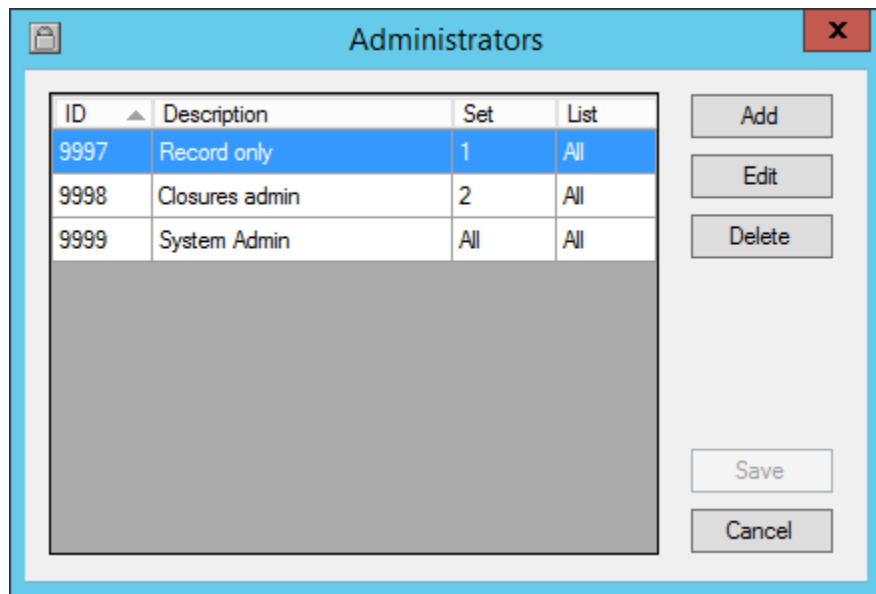 Administrators
x
ID Description Set List
9997 Record only 1 All
9998 Closures admin 2 All
9999 System Admin All All
Add
Edit
Delete
Save
Cancel